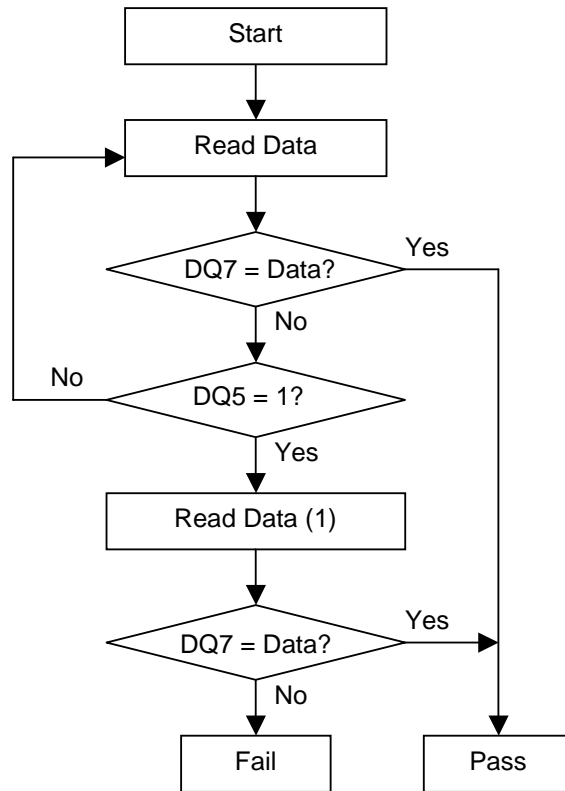 Start
Read Data
DQ7 = Data?
Yes
No
DQ5 = 1?
No
Yes
Read Data (1)
DQ7 = Data?
Yes
No
Fail
Pass